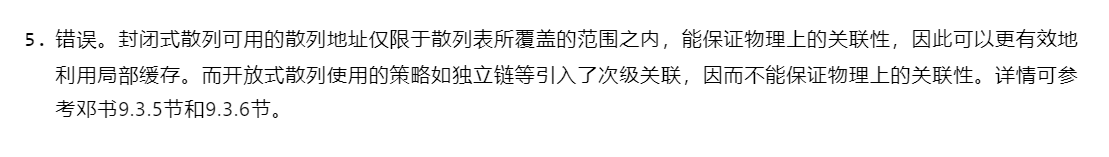 5. 错误。封闭式散列可用的散列地址仅限于散列表所覆盖的范围之内，能保证物理上的关联性，因此可以更有效地
利用局部缓存。而开放式散列使用的策略如独立链等引入了次级关联，因而不能保证物理上的关联性。详情可参
考邓书9.3.5节和9.3.6节。